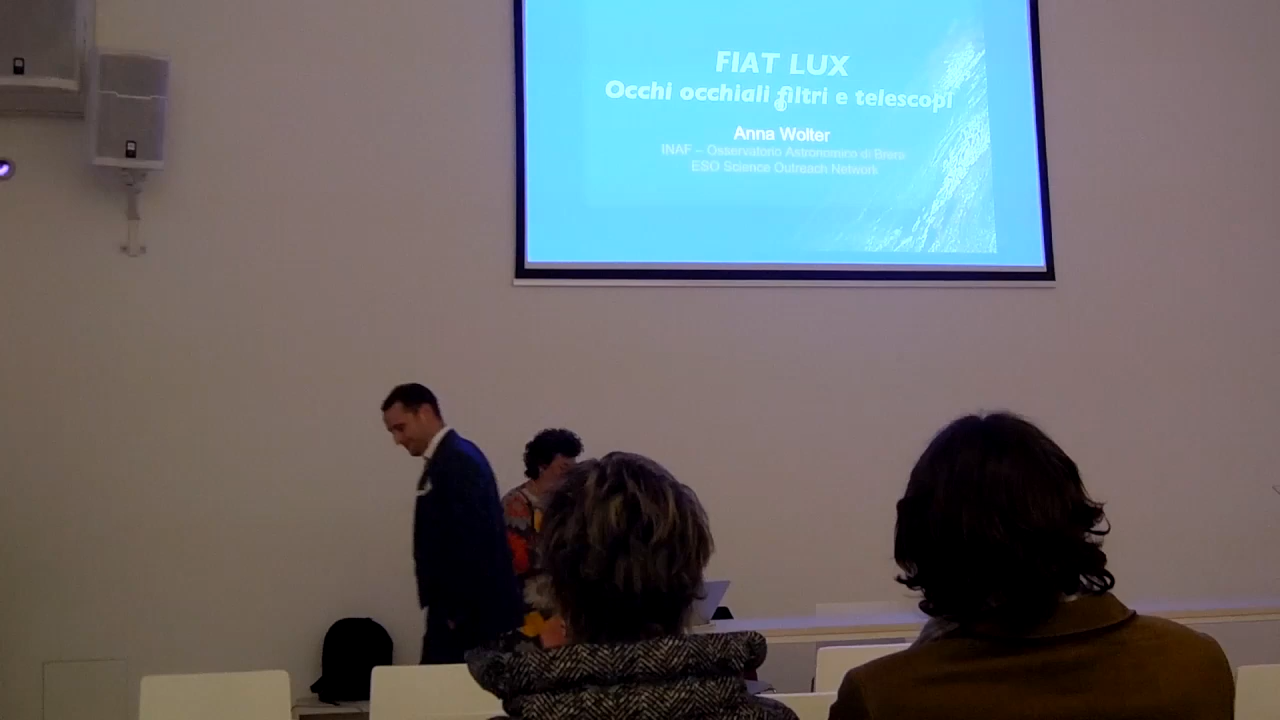 FIAT LUX
Occhi occhiali filtri e telescopi
Anna Wolter
INAF – Osservatorio Astronomico di Brera
ESO Science Outreach Network